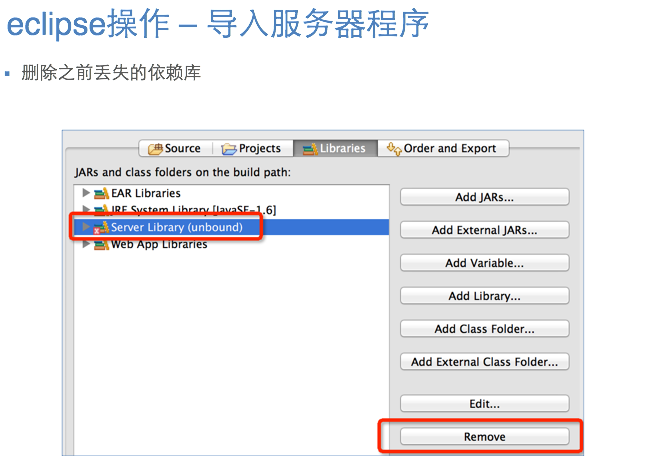 eclipse操作 – 导入服务器程序
删除之前丢失的依赖库
Source Projects Libraries Order and Export
JARs and class folders on the build path:
EAR Libraries
JRE System Library [JavaSE-1.6]
Server Library (unbound)
Web App Libraries
Add JARs...
Add External JARs...
Add Variable...
Add Library...
Add Class Folder...
Add External Class Folder...
Edit...
Remove